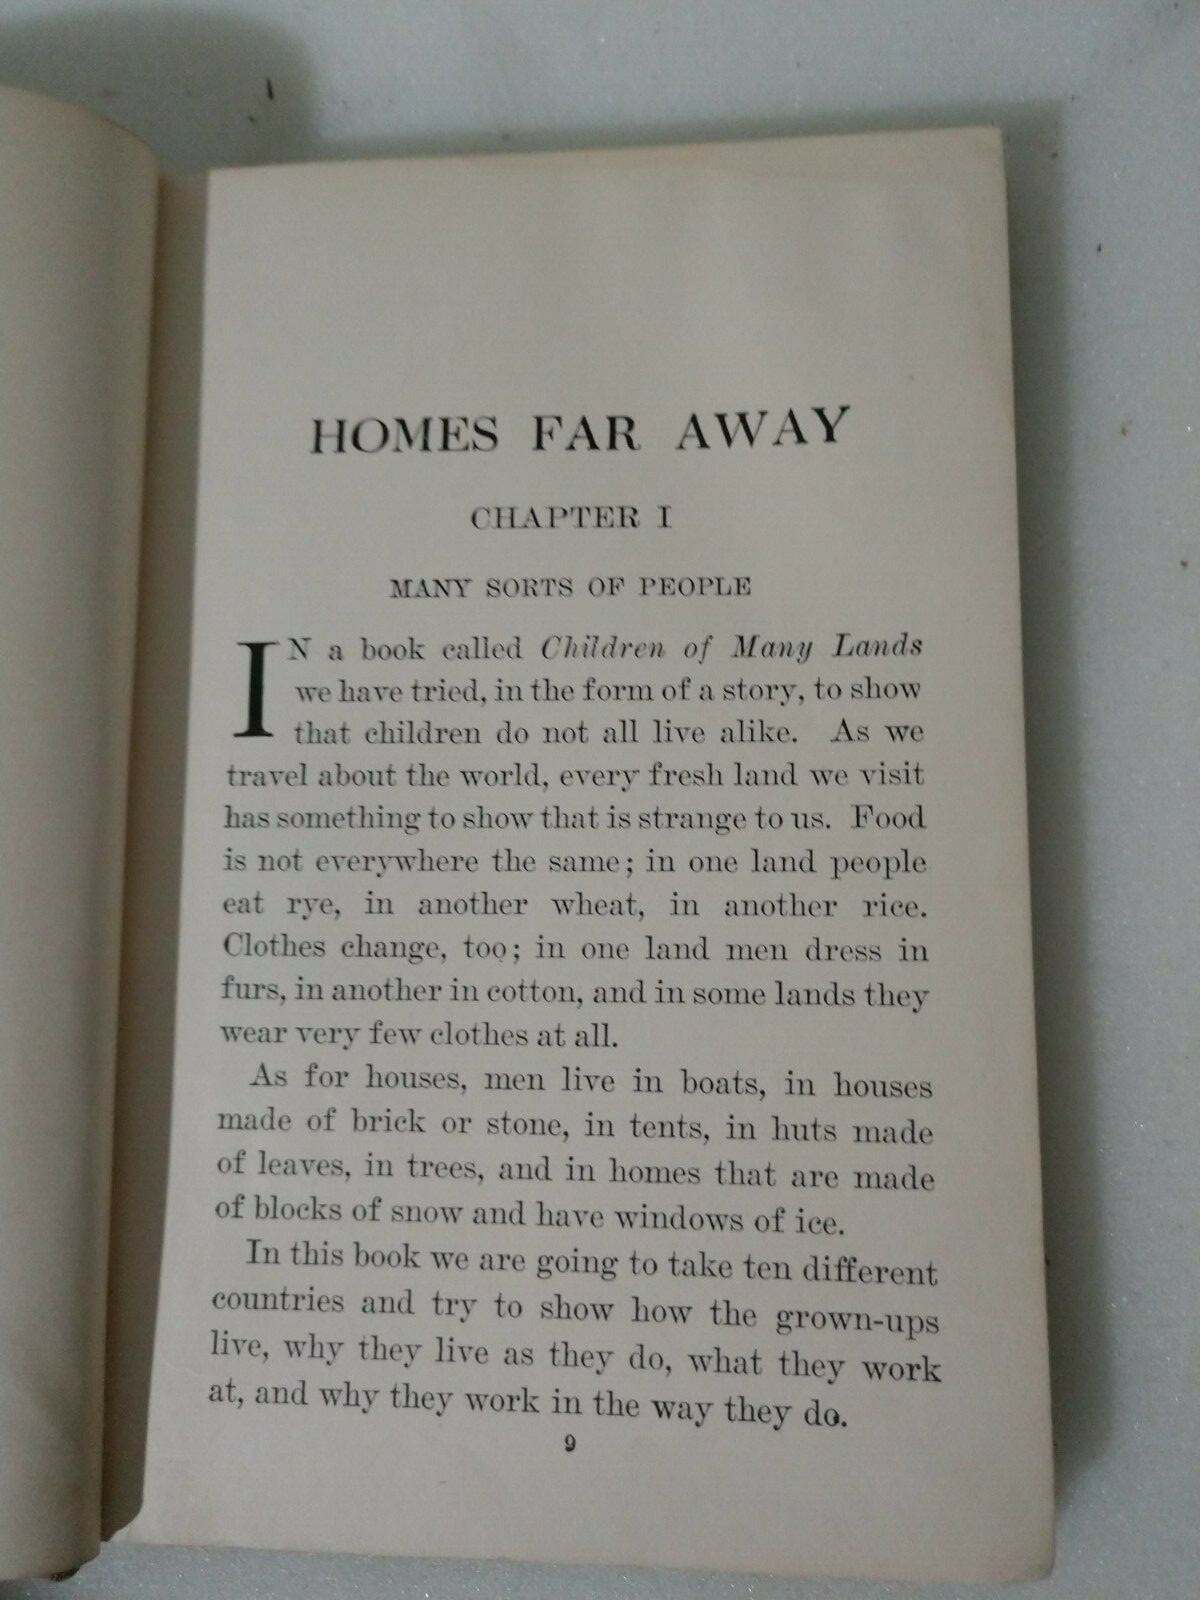 HOMES FAR AWAY
CHAPTER I
MANY SORTS OF PEOPLE
IN a book called Children of Many Lands
we have tried, in the form of a story, to show
that children do not all live alike. As we
travel about the world, every fresh land we visit
has something to show that is strange to us. Food
is not everywhere the same; in one land people
eat rye, in another wheat, in another rice.
Clothes change, too; in one land men dress in
furs, in another in cotton, and in some lands they
wear very few clothes at all.
As for houses, men live in boats, in houses
made of brick or stone, in tents, in huts made
of leaves, in trees, and in homes that are made
of blocks of snow and have windows of ice.
In this book we are going to take ten different
countries and try to show how the grown-ups
live, why they live as they do, what they work
at, and why they work in the way they do.
9